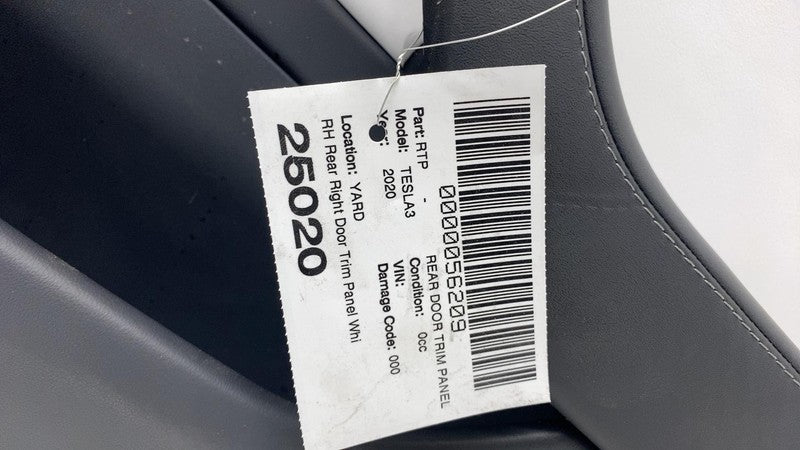 0000056209
Part: RTP - REAR DOOR TRIM PANEL
Model: TESLA3 Condition: 0cc
Year: 2020 VIN:
Damage Code: 000
Location: YARD
RH Rear Right Door Trim Panel Whi
25020